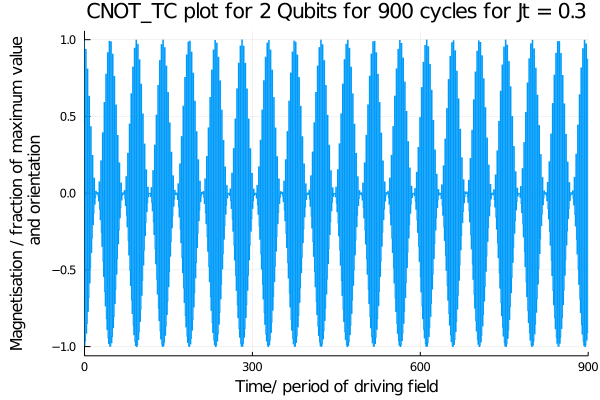 CNOT_TC plot for 2 Qubits for 900 cycles for Jt = 0.3
Magnetisation / fraction of maximum value
and orientation
1.0
0.5
0.0
−0.5
−1.0
0
300
600
900
Time/ period of driving field